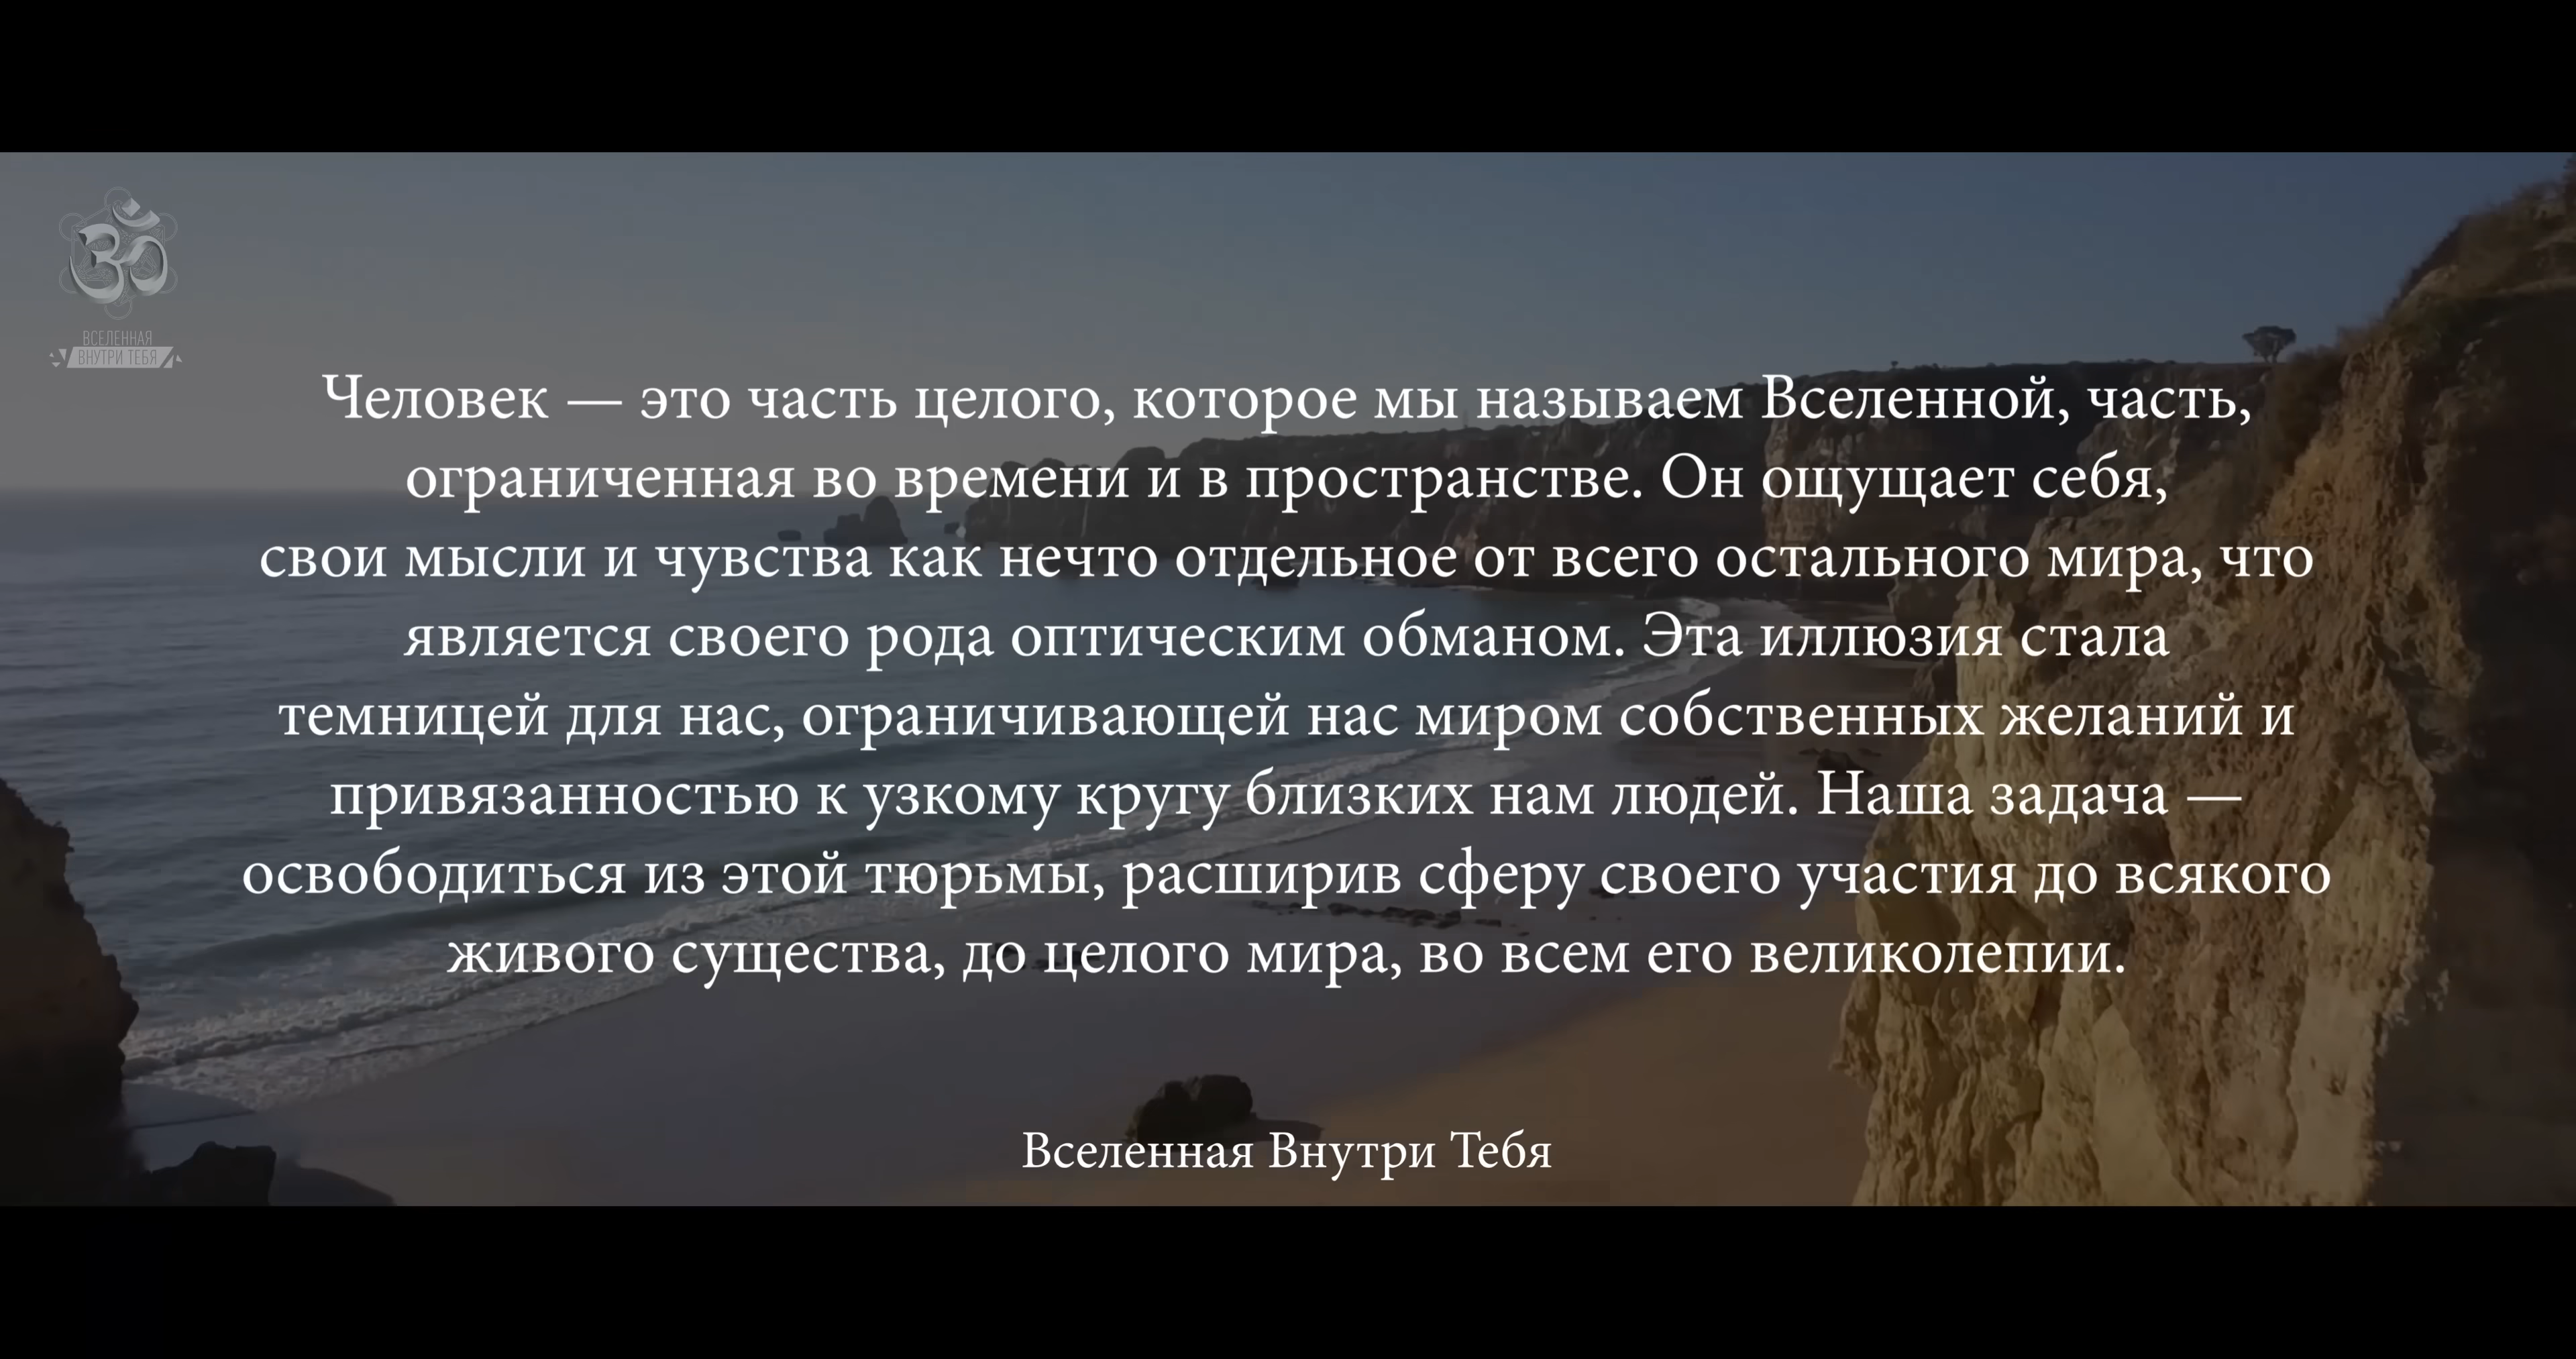 ВСЕЛЕННАЯ
ВНУТРИ ТЕБЯ
Человек — это часть целого, которое мы называем Вселенной, часть,
ограниченная во времени и в пространстве. Он ощущает себя,
свои мысли и чувства как нечто отдельное от всего остального мира, что
является своего рода оптическим обманом. Эта иллюзия стала
темницей для нас, ограничивающей нас миром собственных желаний и
привязанностью к узкому кругу близких нам людей. Наша задача —
освободиться из этой тюрьмы, расширив сферу своего участия до всякого
живого существа, до целого мира, во всем его великолепии.
Вселенная Внутри Тебя